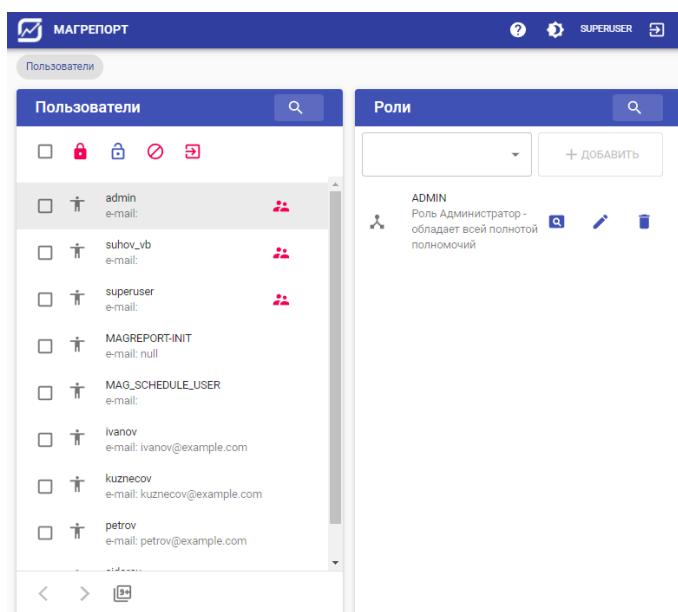 МАГРЕПОРТ
SUPERUSER
Пользователи
Пользователи
admin
e-mail:
suhov_vb
e-mail:
superuser
e-mail:
MAGREPORT-INIT
e-mail: null
MAG_SCHEDULE_USER
e-mail:
ivanov
e-mail: ivanov@example.com
kuznecov
e-mail: kuznecov@example.com
petrov
e-mail: petrov@example.com
9+
Роли
+ ДОБАВИТЬ
ADMIN
Роль Администратор -
обладает всей полнотой
полномочий